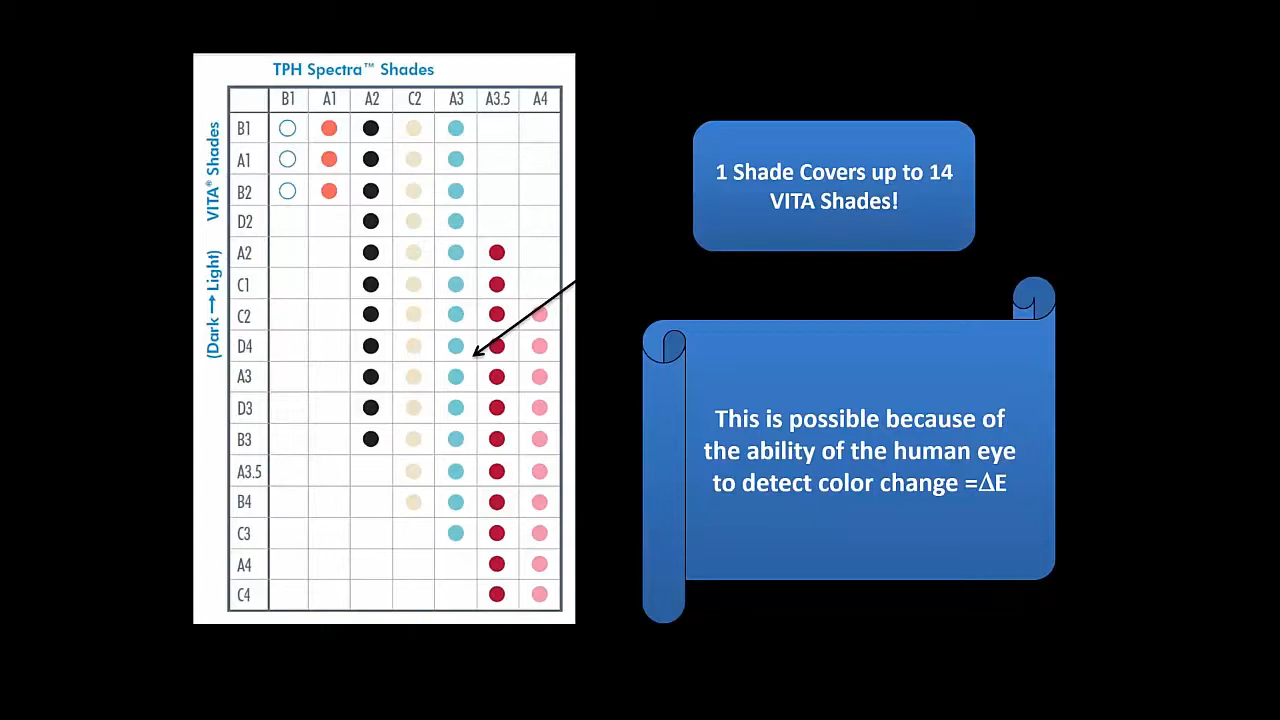 TPH Spectra™ Shades
B1 A1 A2 C2 A3 A3.5 A4
VITA® Shades
(Dark → Light)
B1
A1
B2
D2
A2
C1
C2
D4
A3
D3
B3
A3.5
B4
C3
A4
C4
1 Shade Covers up to 14
VITA Shades!
This is possible because of
the ability of the human eye
to detect color change =ΔE